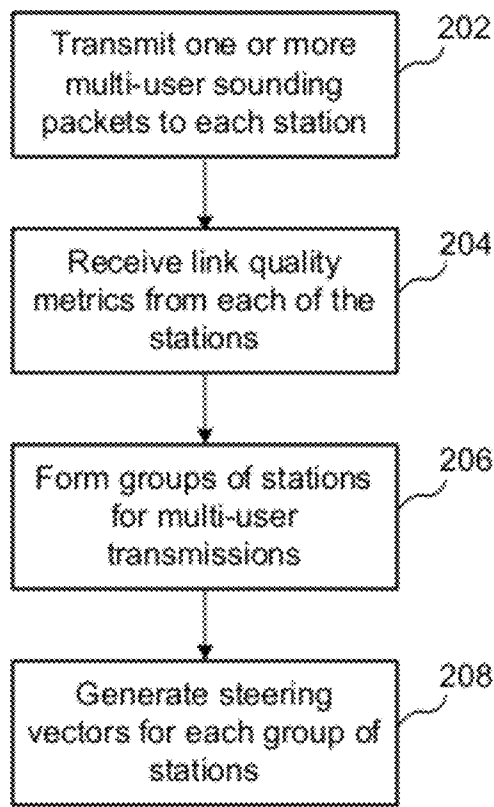 Transmit one or more
multi-user sounding
packets to each station
202
Receive link quality
metrics from each of the
stations
204
Form groups of stations
for multi-user
transmissions
206
Generate steering
vectors for each group of
stations
208